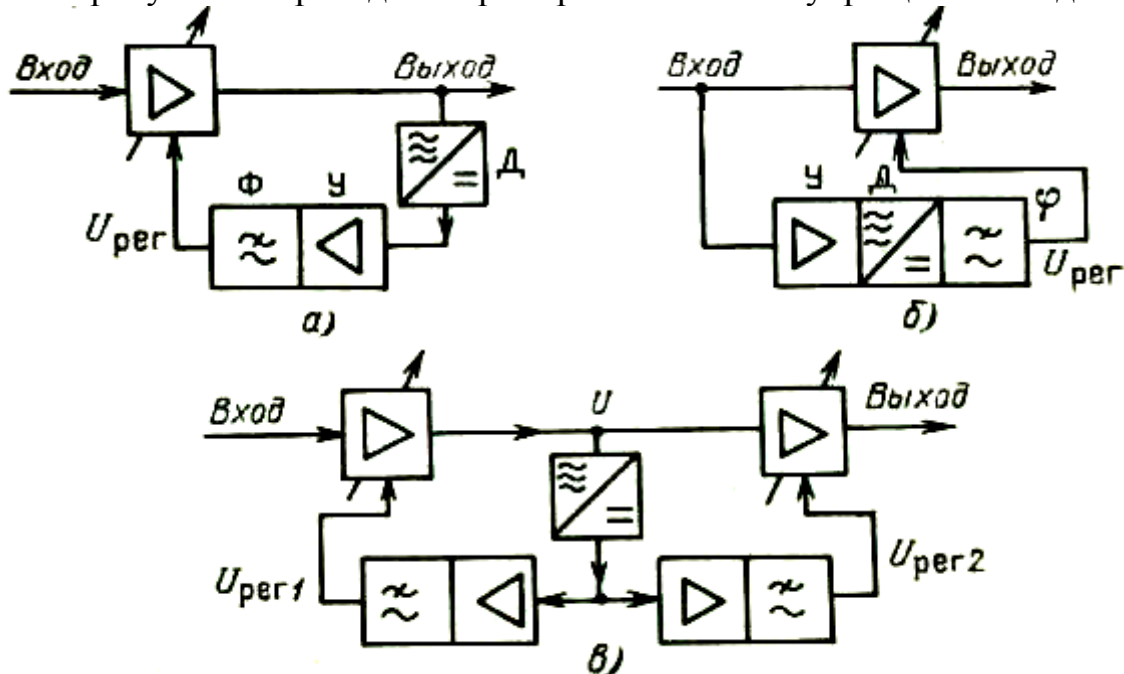 Вход
Выход
Д
Ф У
Uрег
а)
Вход
Выход
У Д φ
Uрег
б)
Вход
U
Выход
Uрег1
Uрег2
в)